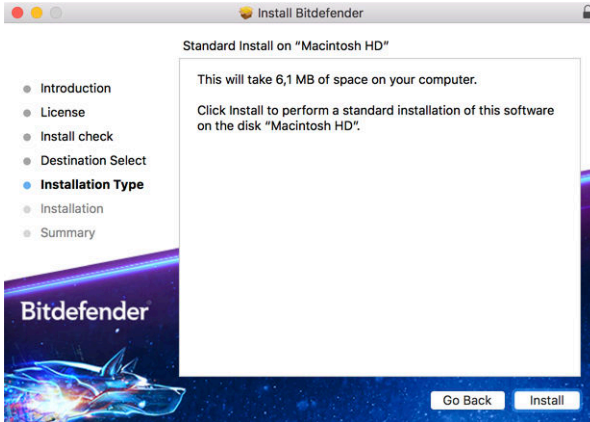 Install Bitdefender
Standard Install on “Macintosh HD”
Introduction
License
Install check
Destination Select
Installation Type
Installation
Summary
This will take 6,1 MB of space on your computer.
Click Install to perform a standard installation of this software
on the disk “Macintosh HD”.
Bitdefender
Go Back
Install